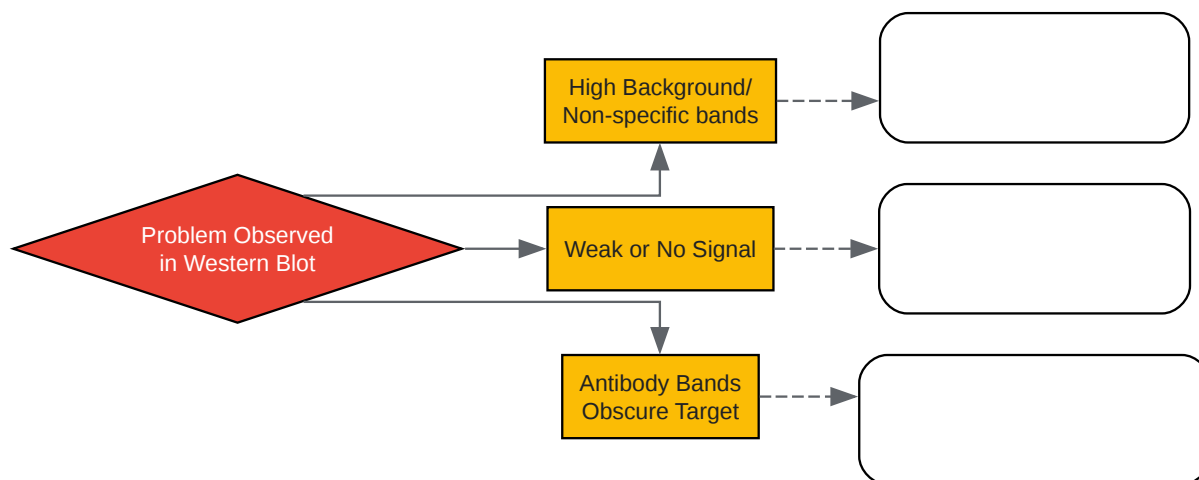 High Background/
Non-specific bands
Problem Observed
in Western Blot
Weak or No Signal
Antibody Bands
Obscure Target